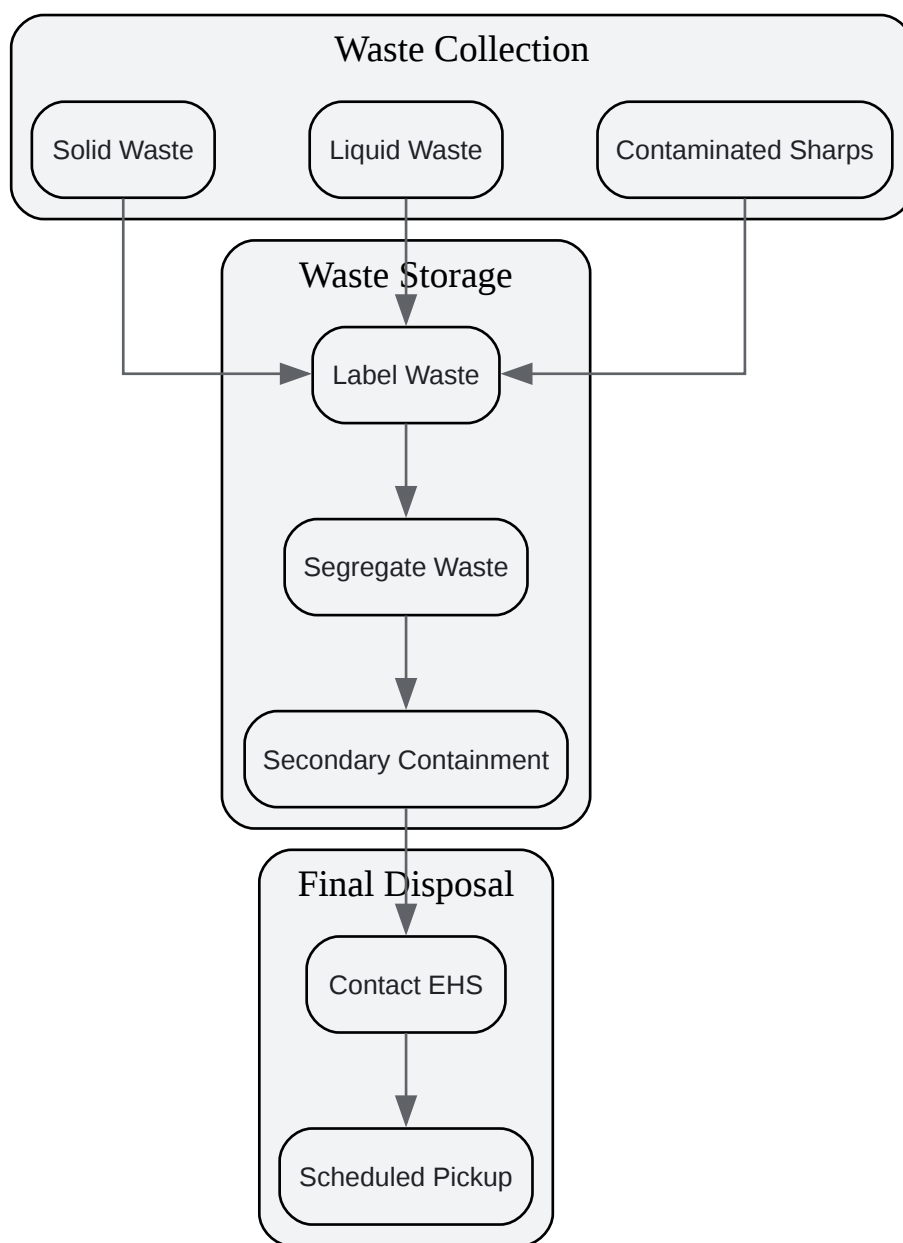 Waste Collection
Solid Waste
Liquid Waste
Contaminated Sharps
Waste Storage
Label Waste
Segregate Waste
Secondary Containment
Final Disposal
Contact EHS
Scheduled Pickup